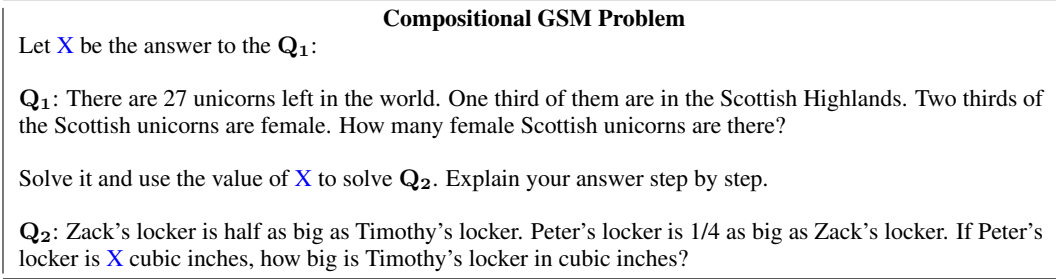 Compositional GSM Problem
Let X be the answer to the Q₁:
Q₁: There are 27 unicorns left in the world. One third of them are in the Scottish Highlands. Two thirds of
the Scottish unicorns are female. How many female Scottish unicorns are there?
Solve it and use the value of X to solve Q₂. Explain your answer step by step.
Q₂: Zack's locker is half as big as Timothy's locker. Peter's locker is 1/4 as big as Zack's locker. If Peter's
locker is X cubic inches, how big is Timothy's locker in cubic inches?